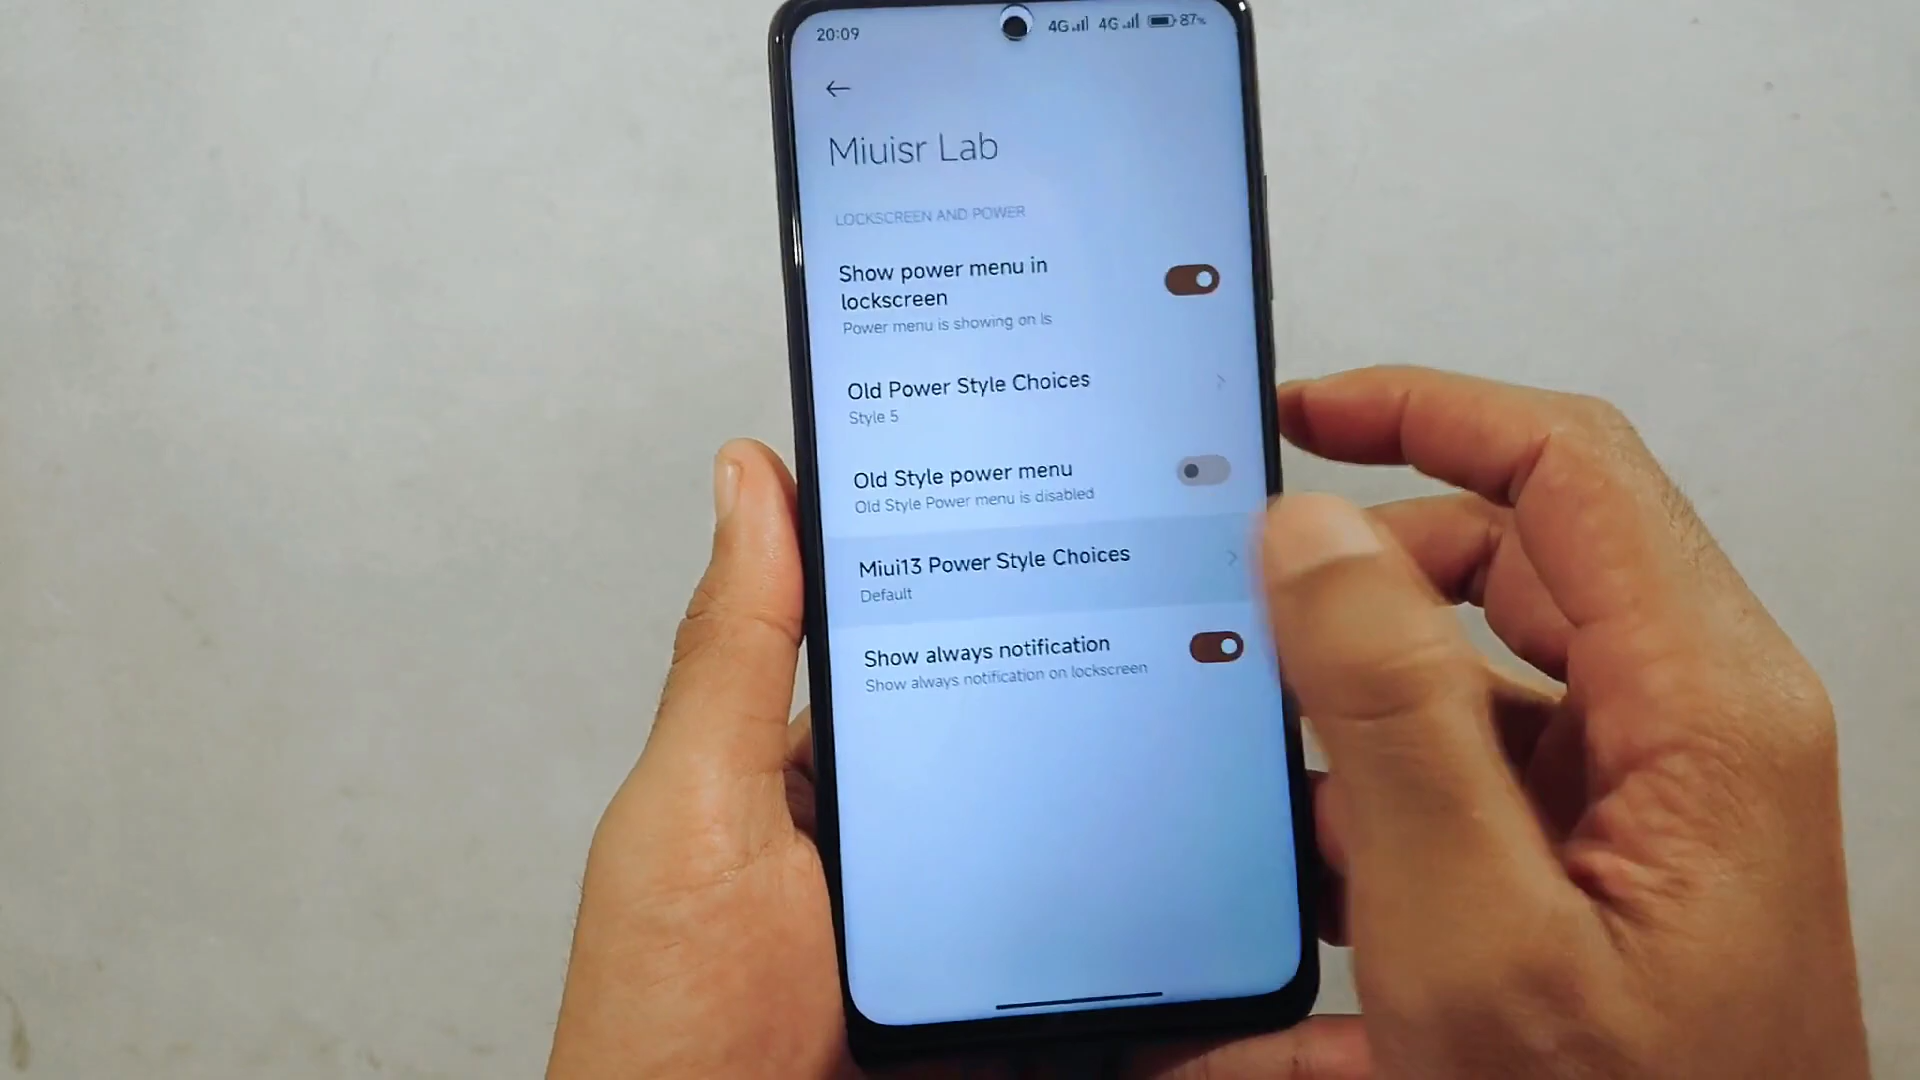 20:09 4G 4G 87%
Miuisr Lab
LOCKSCREEN AND POWER
Show power menu in
lockscreen
Power menu is showing on ls
Old Power Style Choices
Style 5
Old Style power menu
Old Style Power menu is disabled
Miui13 Power Style Choices
Default
Show always notification
Show always notification on lockscreen